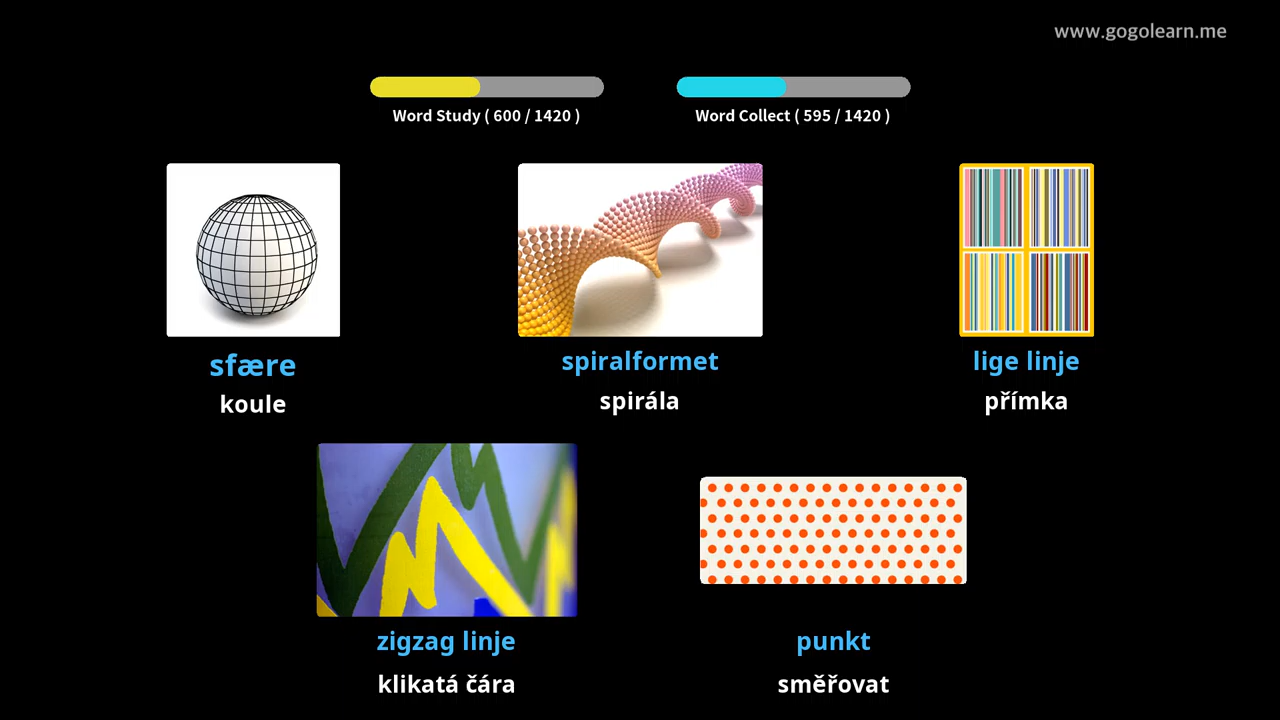 www.gogolearn.me
Word Study ( 600 / 1420 )
Word Collect ( 595 / 1420 )
sfære
spiralformet
lige linje
koule
spirála
přímka
zigzag linje
punkt
klikatá čára
směřovat